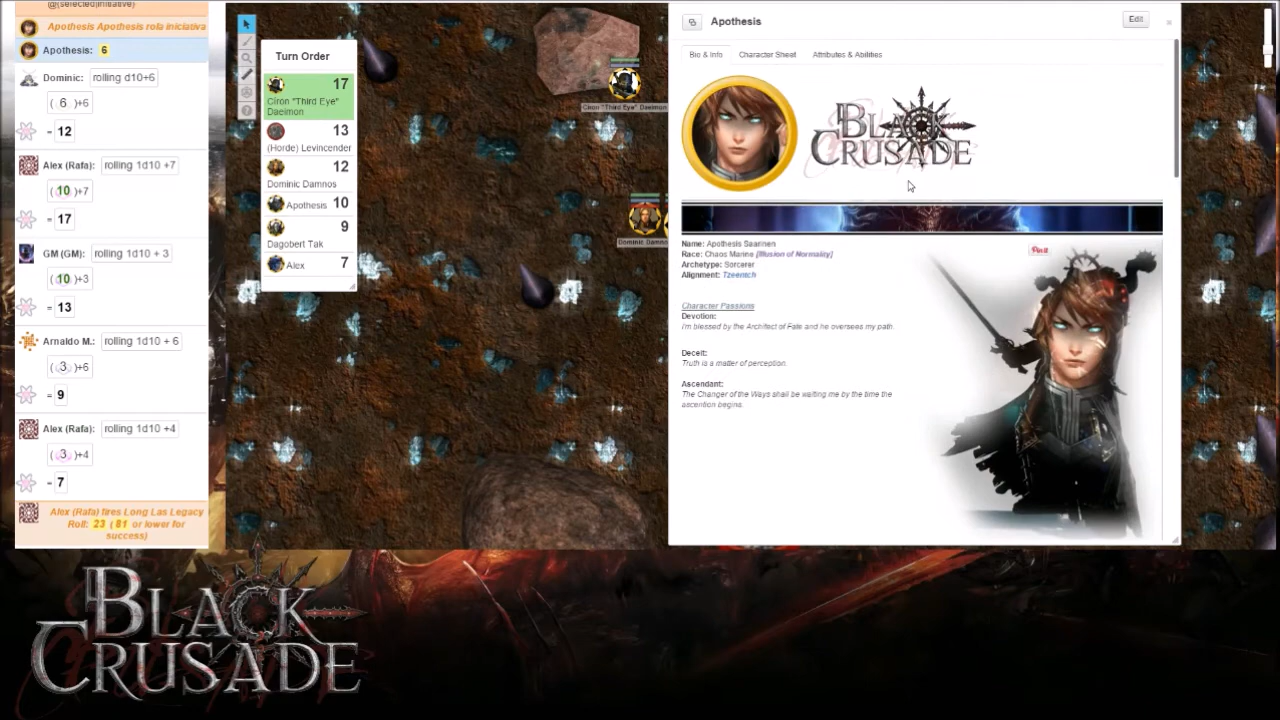 @{selected|initiative}
Apothesis Apothesis rola iniciativa
Apothesis: 6
Dominic: rolling d10+6
( 6 )+6
= 12
Alex (Rafa): rolling 1d10 +7
( 10 )+7
= 17
GM(GM): rolling 1d10 + 3
( 10 )+3
= 13
Arnaldo M.: rolling 1d10 + 6
( 3 )+6
= 9
Alex (Rafa): rolling 1d10 +4
( 3 )+4
= 7
Alex (Rafa) fires Long Las Legacy
Roll: 23 ( 81 or lower for
success)
Turn Order
17
Ciron "Third Eye"
Daeimon
13
(Horde) Levincender
12
Dominic Damnos
Apothesis 10
9
Dagobert Tak
Alex 7
Ciron "Third Eye" Daeimon
Dominic Damno
Apothesis
Edit
×
Bio & Info Character Sheet Attributes & Abilities
BLACK
CRUSADE
Name: Apothesis Saarinen
Race: Chaos Marine [Illusion of Normality]
Archetype: Sorcerer
Alignment: Tzeentch
Pin it
Character Passions
Devotion:
I'm blessed by the Architect of Fate and he oversees my path.
Deceit:
Truth is a matter of perception.
Ascendant:
The Changer of the Ways shall be waiting me by the time the
ascention begins.
BLACK
CRUSADE